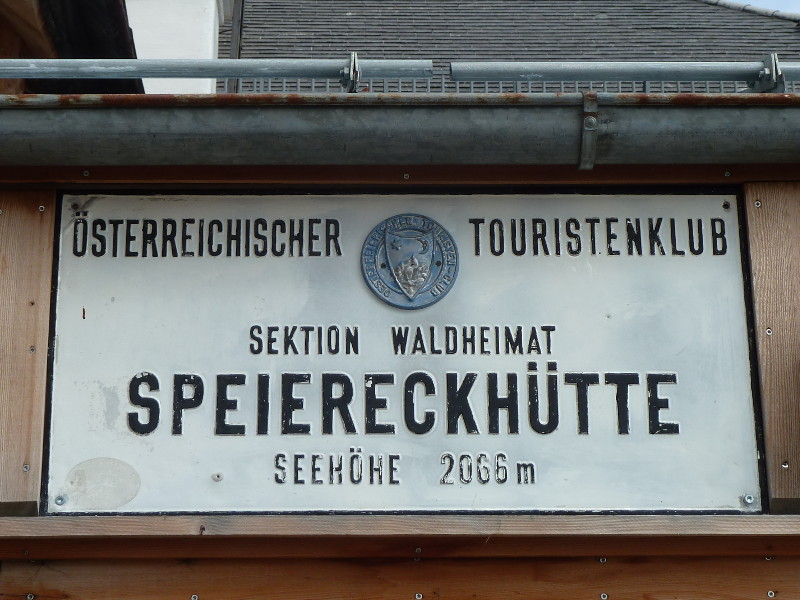 ÖSTERREICHISCHER TOURISTENKLUB
SEKTION WALDHEIMAT
SPEIERECKHÜTTE
SEEHÖHE 2066 m